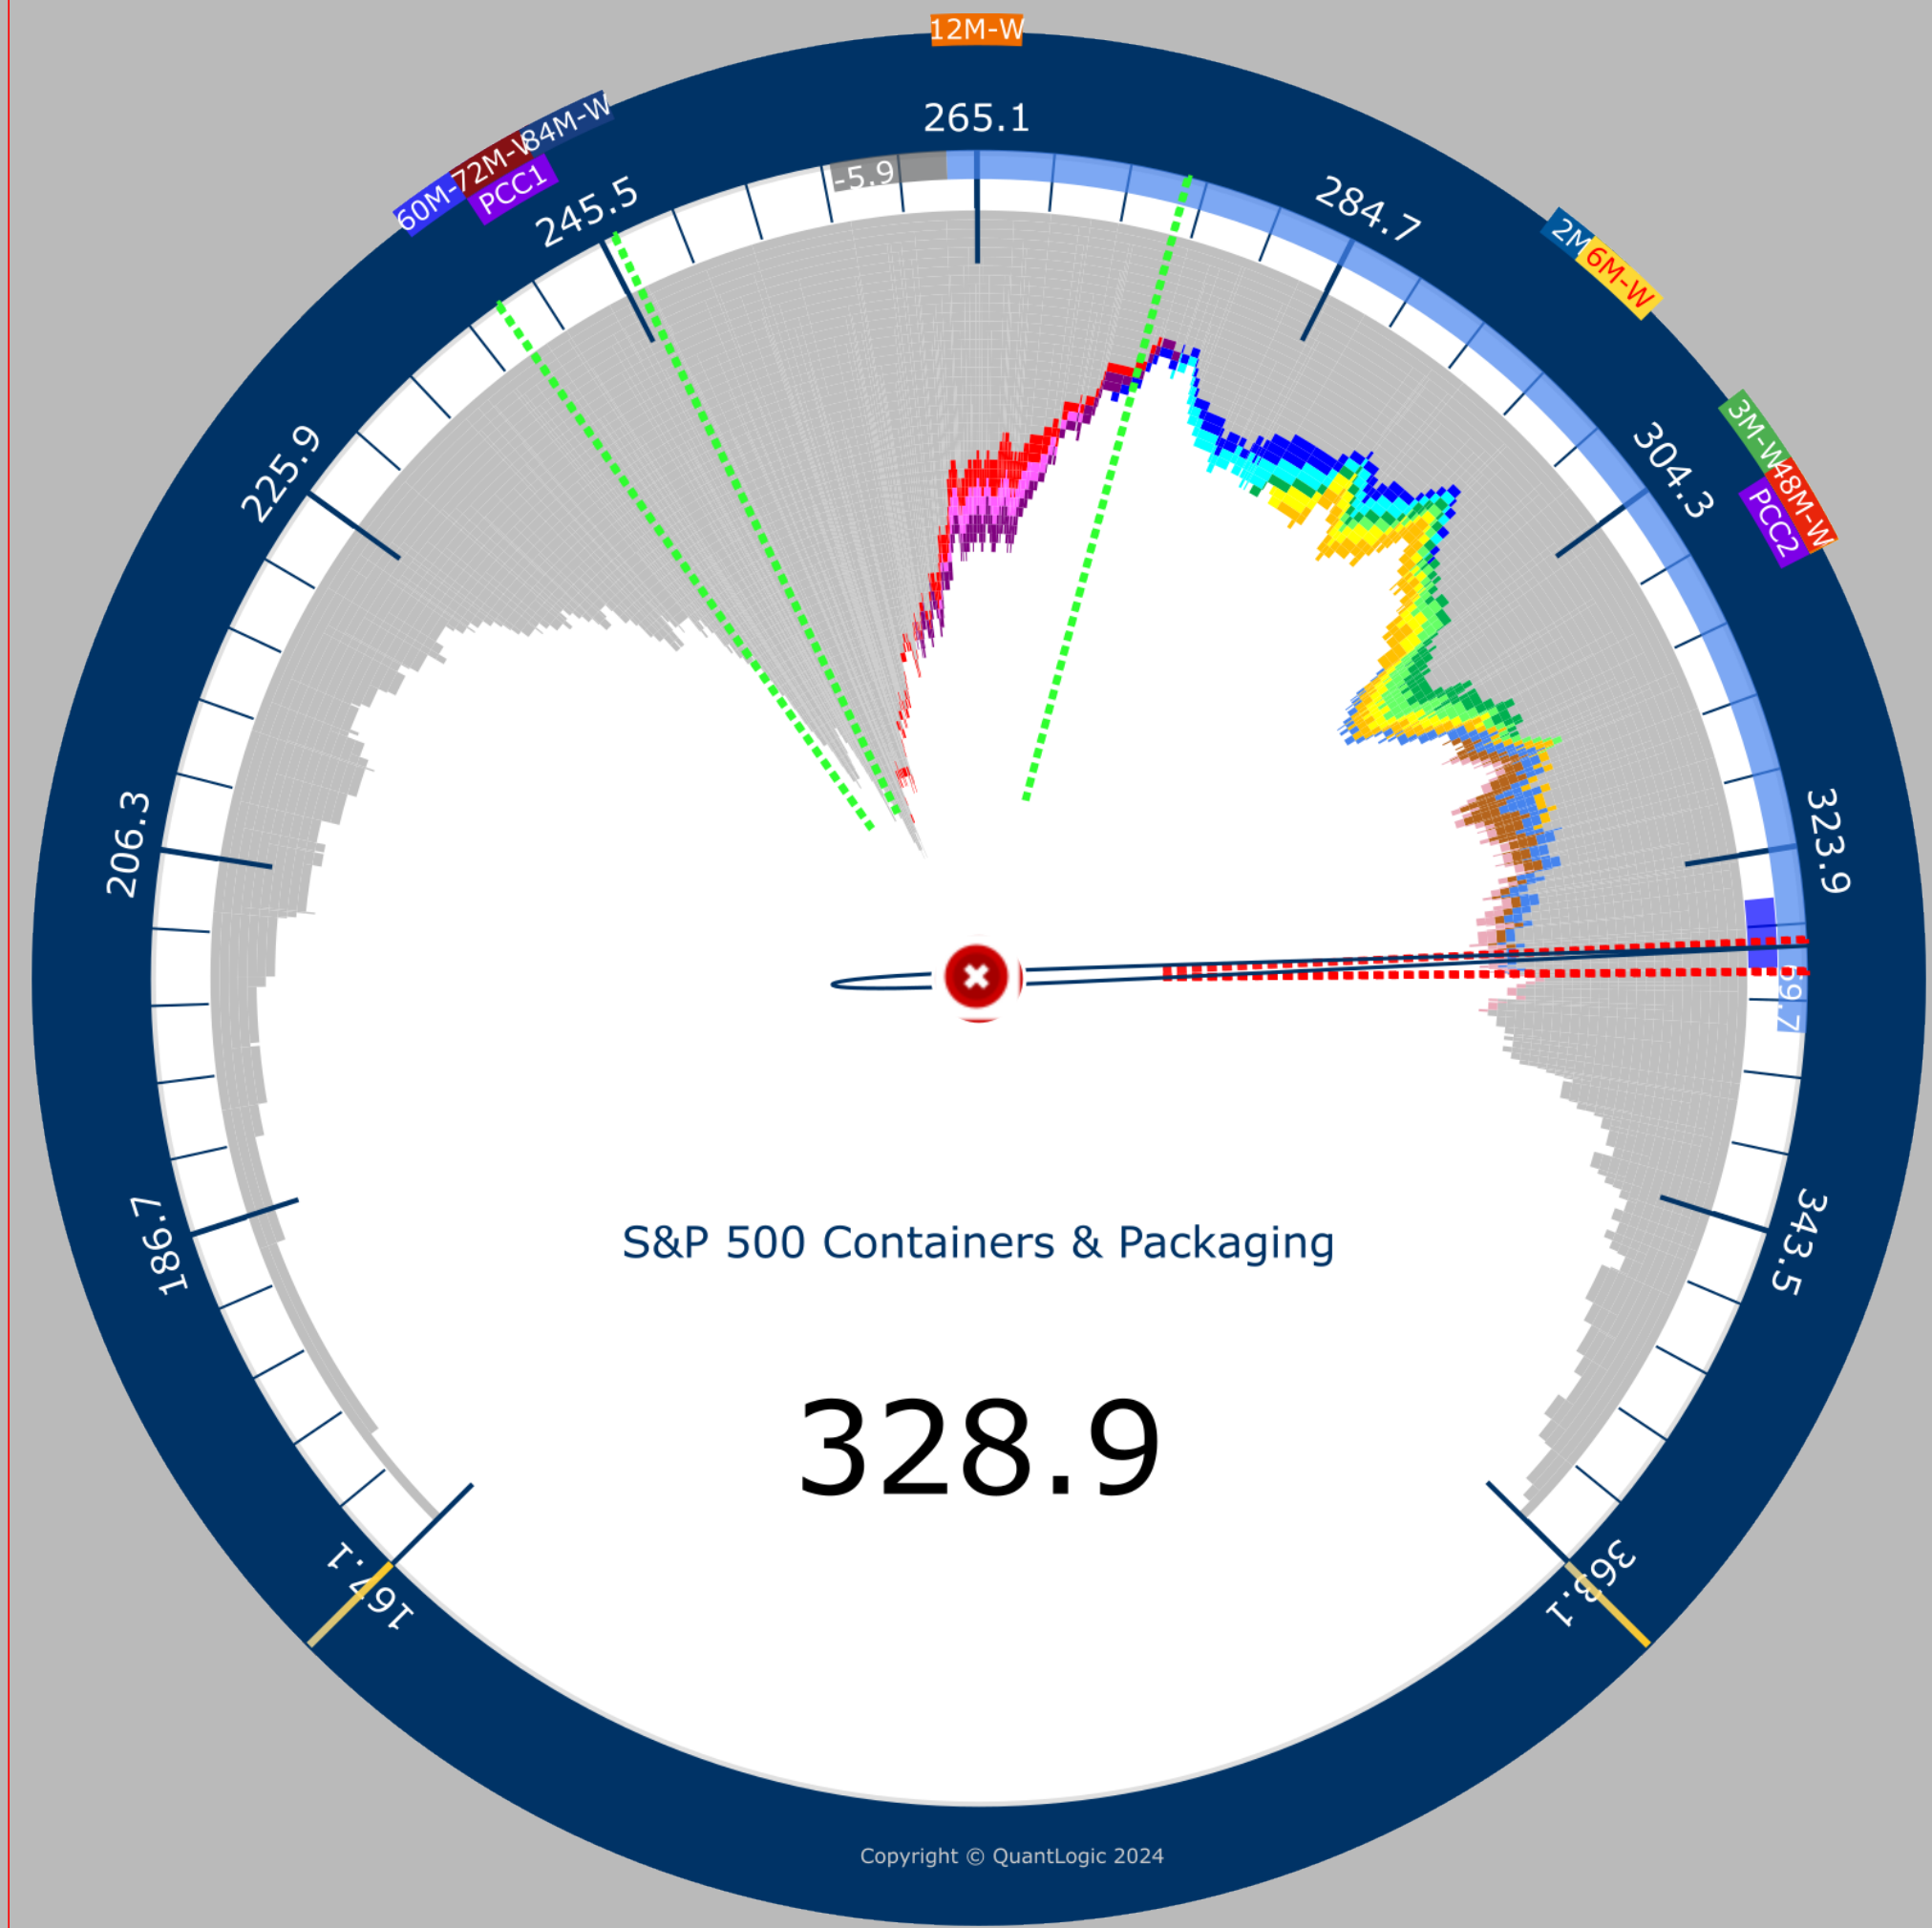 12M-W
84M-W
72M-W
60M-
PCC1
265.1
245.5
284.7
-5.9
2M
6M-W
3M-W
48M-W
PCC2
225.9
304.3
206.3
323.9
59.7
186.7
343.5
S&P 500 Containers & Packaging
328.9
167.1
363.1
Copyright © QuantLogic 2024